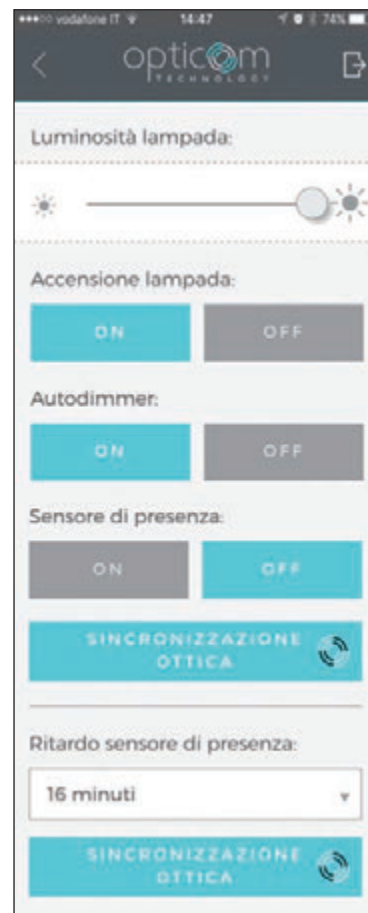 vodafone IT 14:47 74%
opticom
TECHNOLOGY
Luminosità lampada:
Accensione lampada:
ON OFF
Autodimmer:
ON OFF
Sensore di presenza:
ON OFF
SINCRONIZZAZIONE
OTTICA
Ritardo sensore di presenza:
16 minuti
SINCRONIZZAZIONE
OTTICA